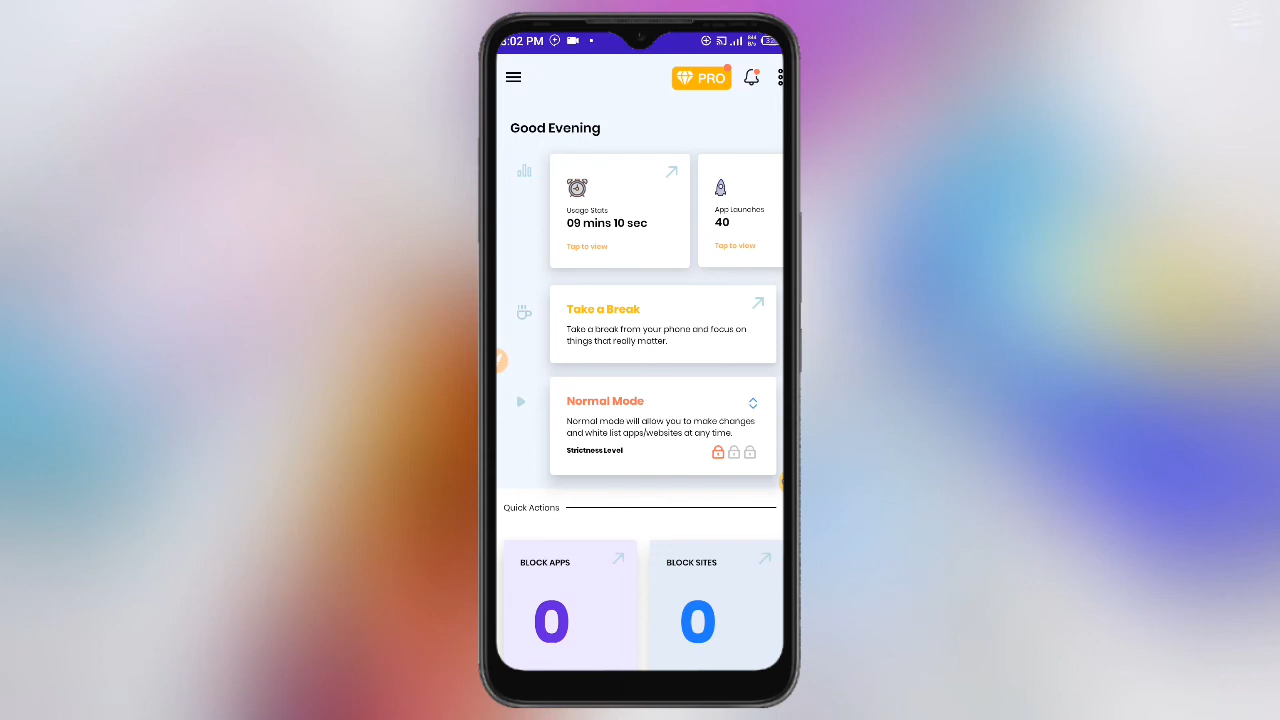 :02 PM
844
B/s
32
PRO
Good Evening
Usage Stats
09 mins 10 sec
Tap to view
App Launches
40
Tap to view
Take a Break
Take a break from your phone and focus on
things that really matter.
Normal Mode
Normal mode will allow you to make changes
and white list apps/websites at any time.
Strictness Level
Quick Actions
BLOCK APPS
0
BLOCK SITES
0